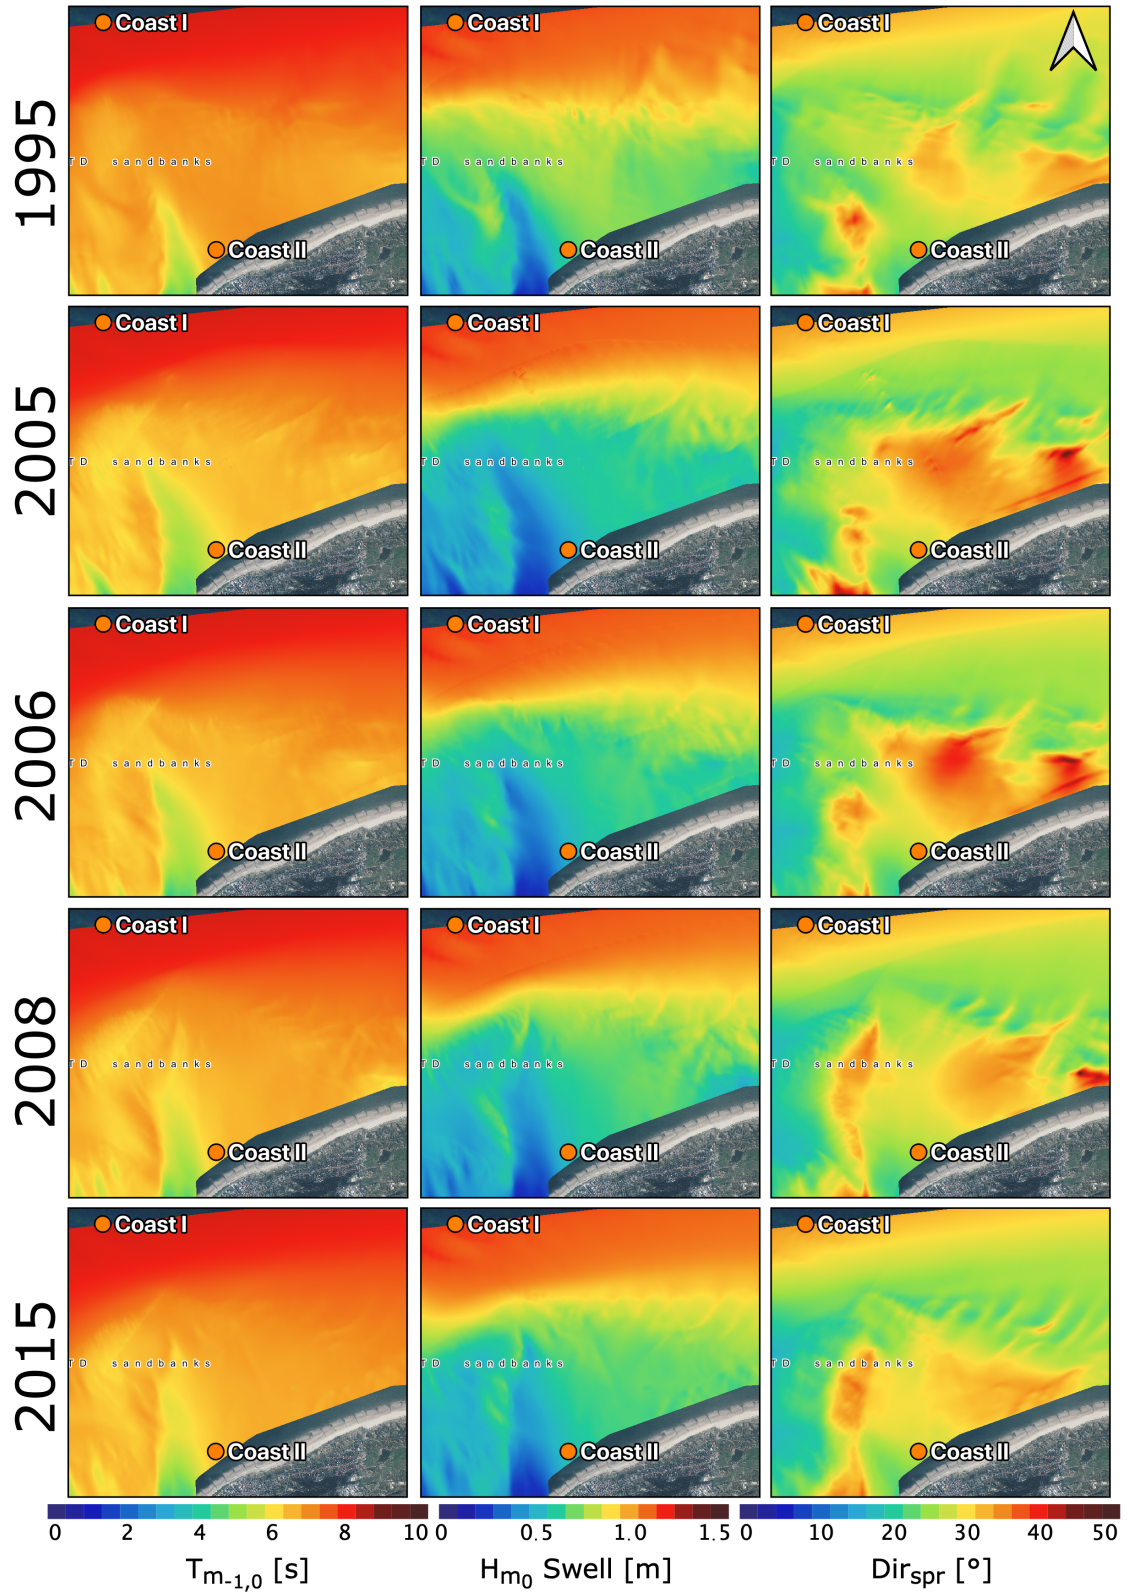 1995
Coast I
Coast I
Coast I
T D sandbanks
T D sandbanks
T D sandbanks
Coast II
Coast II
Coast II
2005
Coast I
Coast I
Coast I
T D sandbanks
T D sandbanks
T D sandbanks
Coast II
Coast II
Coast II
2006
Coast I
Coast I
Coast I
T D sandbanks
T D sandbanks
T D sandbanks
Coast II
Coast II
Coast II
2008
Coast I
Coast I
Coast I
T D sandbanks
T D sandbanks
T D sandbanks
Coast II
Coast II
Coast II
2015
Coast I
Coast I
Coast I
T D sandbanks
T D sandbanks
T D sandbanks
Coast II
Coast II
Coast II
0 2 4 6 8 10
0 0.5 1.0 1.5
0 10 20 30 40 50
Tm-1,0 [s]
Hm0 Swell [m]
Dirspr [°]